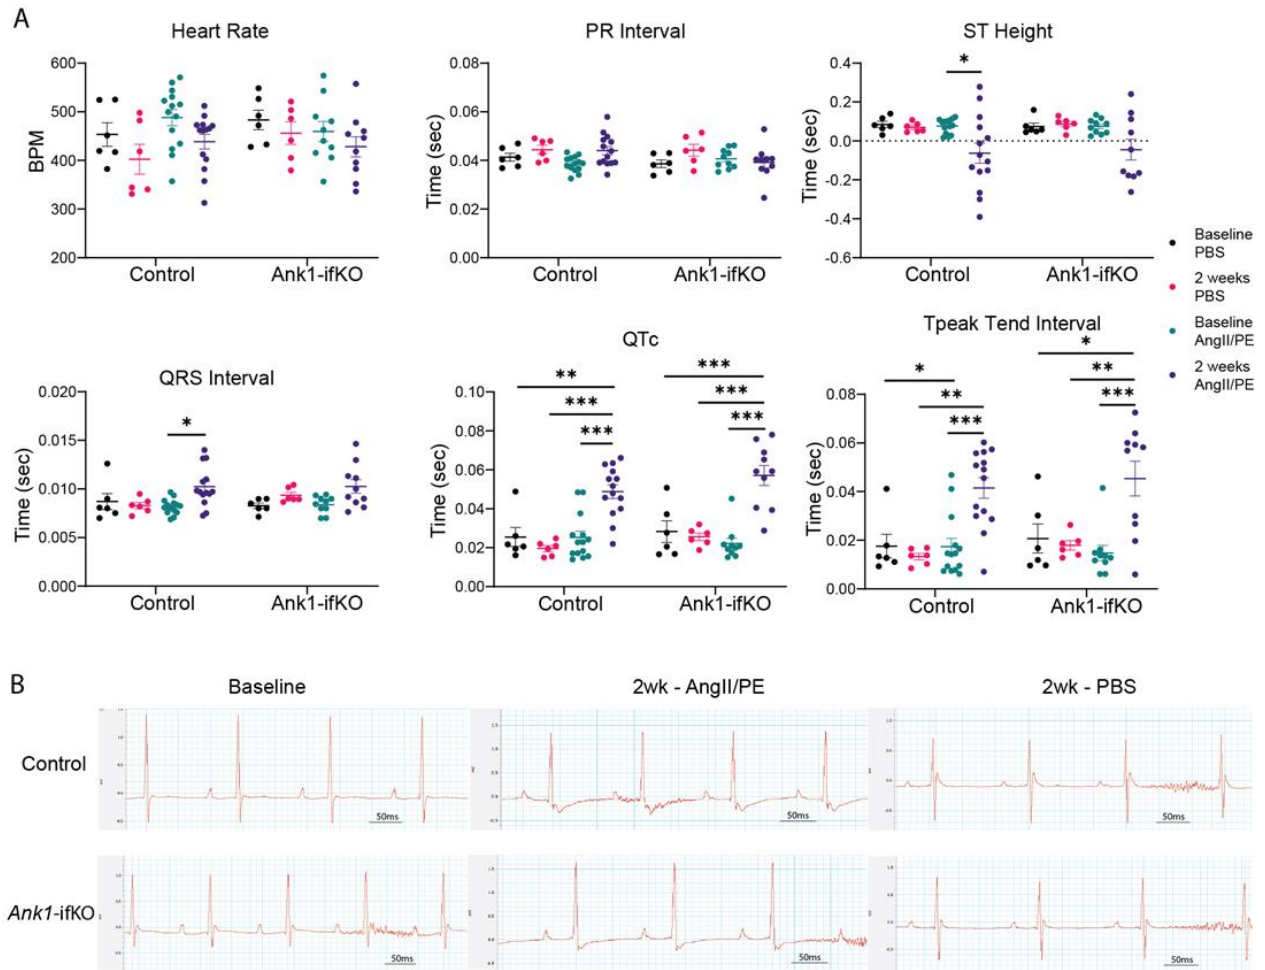 A
Heart Rate
BPM
600
500
400
300
200
Control
Ank1-ifKO
PR Interval
Time (sec)
0.08
0.06
0.04
0.02
0.00
Control
Ank1-ifKO
ST Height
Time (sec)
0.4
0.2
0.0
-0.2
-0.4
-0.6
*
Control
Ank1-ifKO
Baseline
PBS
2 weeks
PBS
Baseline
AngII/PE
2 weeks
AngII/PE
QRS Interval
Time (sec)
0.020
0.015
0.010
0.005
0.000
*
Control
Ank1-ifKO
QTc
Time (sec)
0.10
0.08
0.06
0.04
0.02
0.00
**
***
***
***
***
***
Control
Ank1-ifKO
Tpeak Tend Interval
Time (sec)
0.08
0.06
0.04
0.02
0.00
*
**
***
*
**
***
Control
Ank1-ifKO
B
Baseline
2wk - AngII/PE
2wk - PBS
Control
50ms
50ms
50ms
Ank1-ifKO
50ms
50ms
50ms